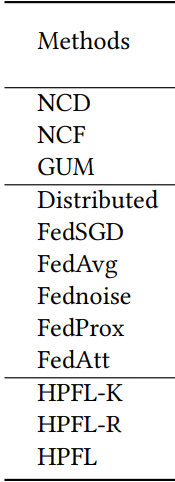 Methods
NCD
NCF
GUM
Distributed
FedSGD
FedAvg
Fednoise
FedProx
FedAtt
HPFL-K
HPFL-R
HPFL